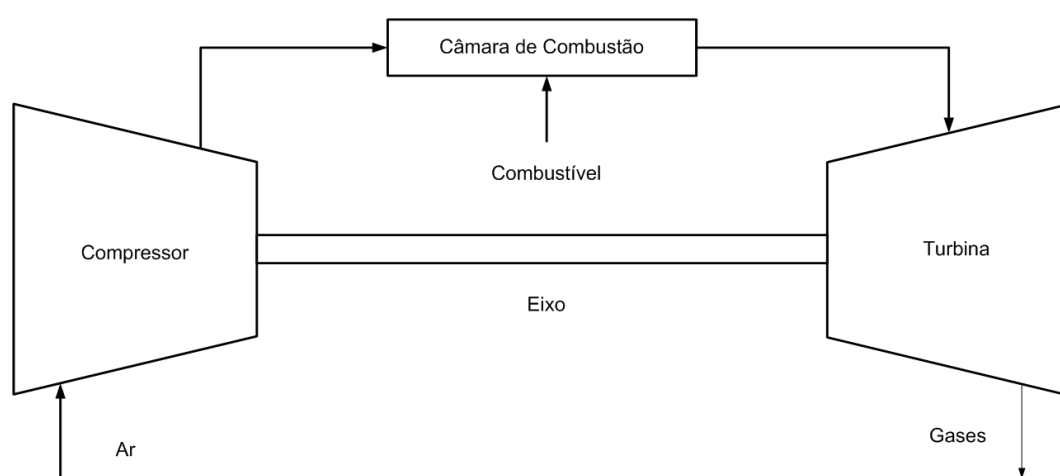 Câmara de Combustão
Combustível
Compressor
Turbina
Eixo
Ar
Gases